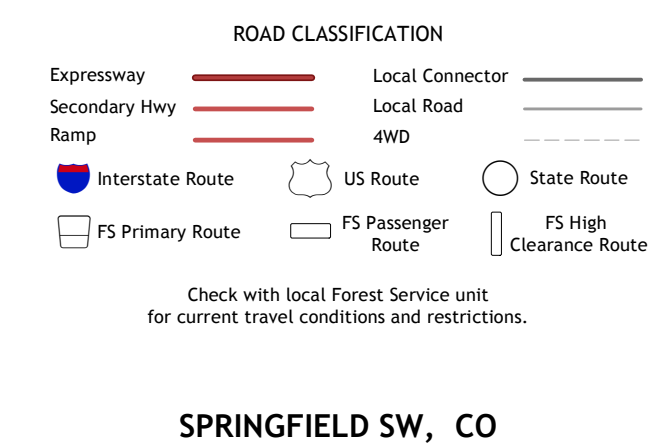 ROAD CLASSIFICATION
Expressway
Local Connector
Secondary Hwy
Local Road
Ramp
4WD
Interstate Route
US Route
State Route
FS Primary Route
FS Passenger
Route
FS High
Clearance Route
Check with local Forest Service unit
for current travel conditions and restrictions.
SPRINGFIELD SW, CO